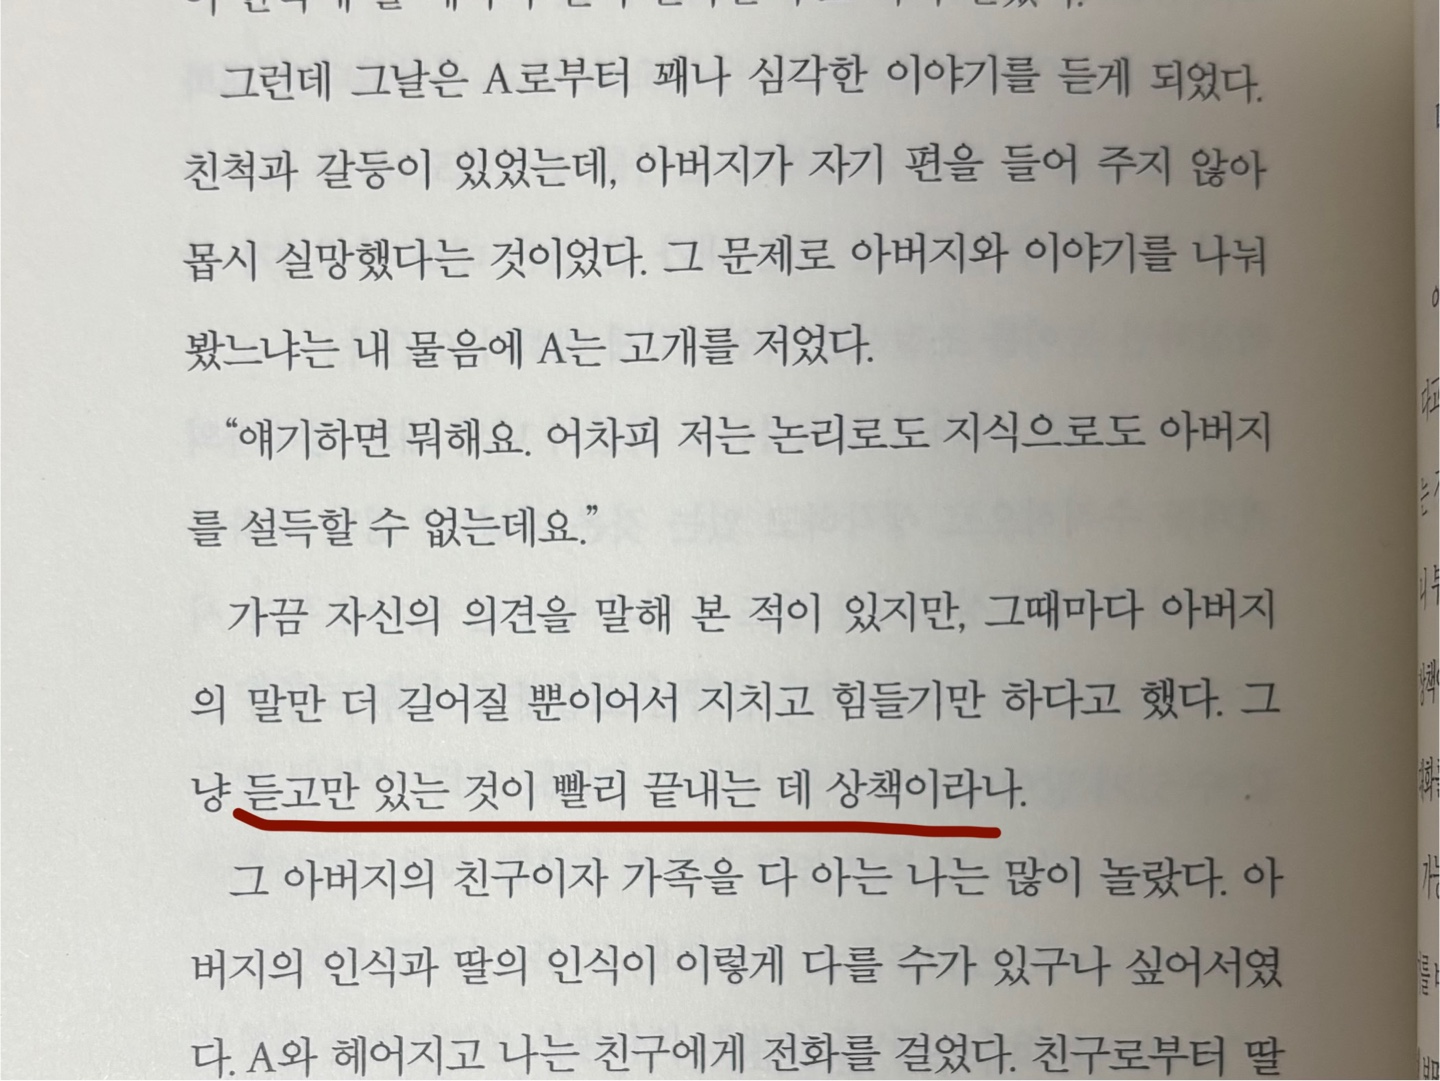 그런데 그날은 A로부터 꽤나 심각한 이야기를 듣게 되었다.
친척과 갈등이 있었는데, 아버지가 자기 편을 들어 주지 않아
몹시 실망했다는 것이었다. 그 문제로 아버지와 이야기를 나눠
봤느냐는 내 물음에 A는 고개를 저었다.
“얘기하면 뭐해요. 어차피 저는 논리로도 지식으로도 아버지
를 설득할 수 없는데요.”
가끔 자신의 의견을 말해 본 적이 있지만, 그때마다 아버지
의 말만 더 길어질 뿐이어서 지치고 힘들기만 하다고 했다. 그
냥 듣고만 있는 것이 빨리 끝내는 데 상책이라나.
그 아버지의 친구이자 가족을 다 아는 나는 많이 놀랐다. 아
버지의 인식과 딸의 인식이 이렇게 다를 수가 있구나 싶어서였
다. A와 헤어지고 나는 친구에게 전화를 걸었다. 친구로부터 딸